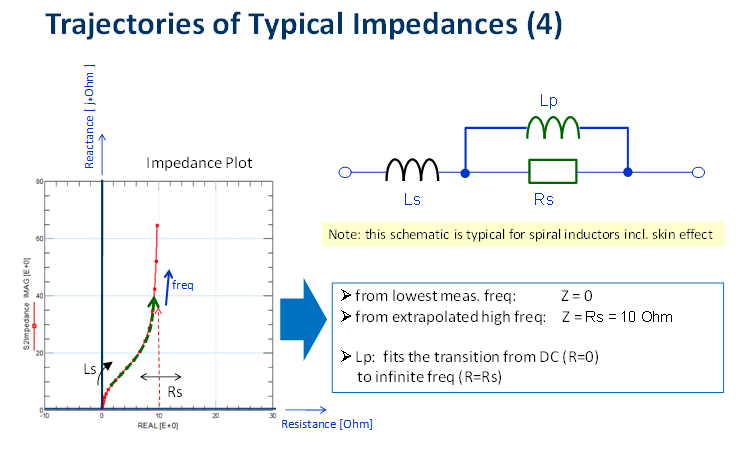 Trajectories of Typical Impedances (4)
Reactance [ j*Ohm ]
Impedance Plot
S2impedance IMAG [E+0]
80
60
40
20
0
freq
Ls
Rs
-10
0
10
20
30
REAL [E+0]
Resistance [Ohm]
Lp
Ls
Rs
Note: this schematic is typical for spiral inductors incl. skin effect
➢ from lowest meas. freq: Z = 0
➢ from extrapolated high freq: Z = Rs = 10 Ohm
➢ Lp: fits the transition from DC (R=0)
to infinite freq (R=Rs)